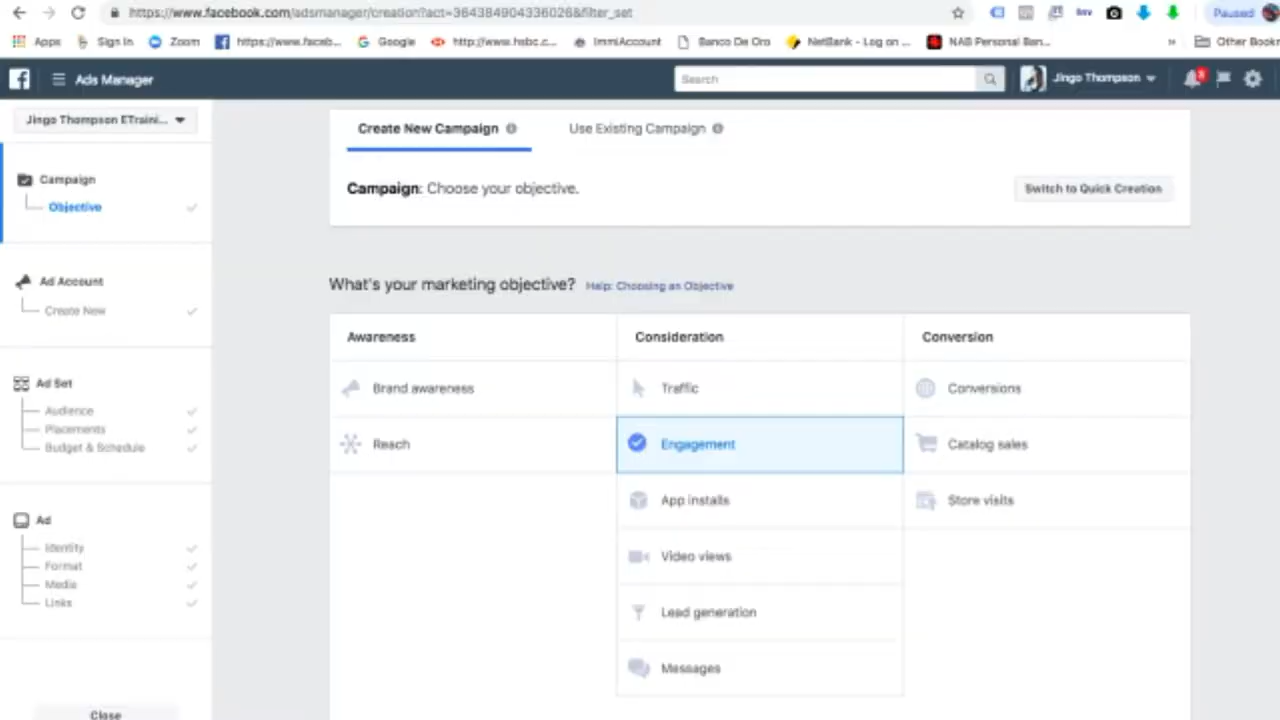 https://www.facebook.com/adsmanager/creation?act=364384904336026&filter_set
Paused
Apps Sign In Zoom https://www.faceb... Google http://www.hsbc.c... ImmiAccount Banco De Oro NetBank - Log on ... NAB Personal Ban... » Other Bookr
Ads Manager Search Jingo Thompson
Jingo Thompson ETraini...
Create New Campaign Use Existing Campaign
Campaign
Objective
Campaign: Choose your objective.
Switch to Quick Creation
Ad Account
Create New
What's your marketing objective? Help: Choosing an Objective
Awareness Consideration Conversion
Ad Set
Audience
Placements
Budget & Schedule
Brand awareness Traffic Conversions
Reach Engagement Catalog sales
App installs Store visits
Ad
Identity
Format
Media
Links
Video views
Lead generation
Messages
Close